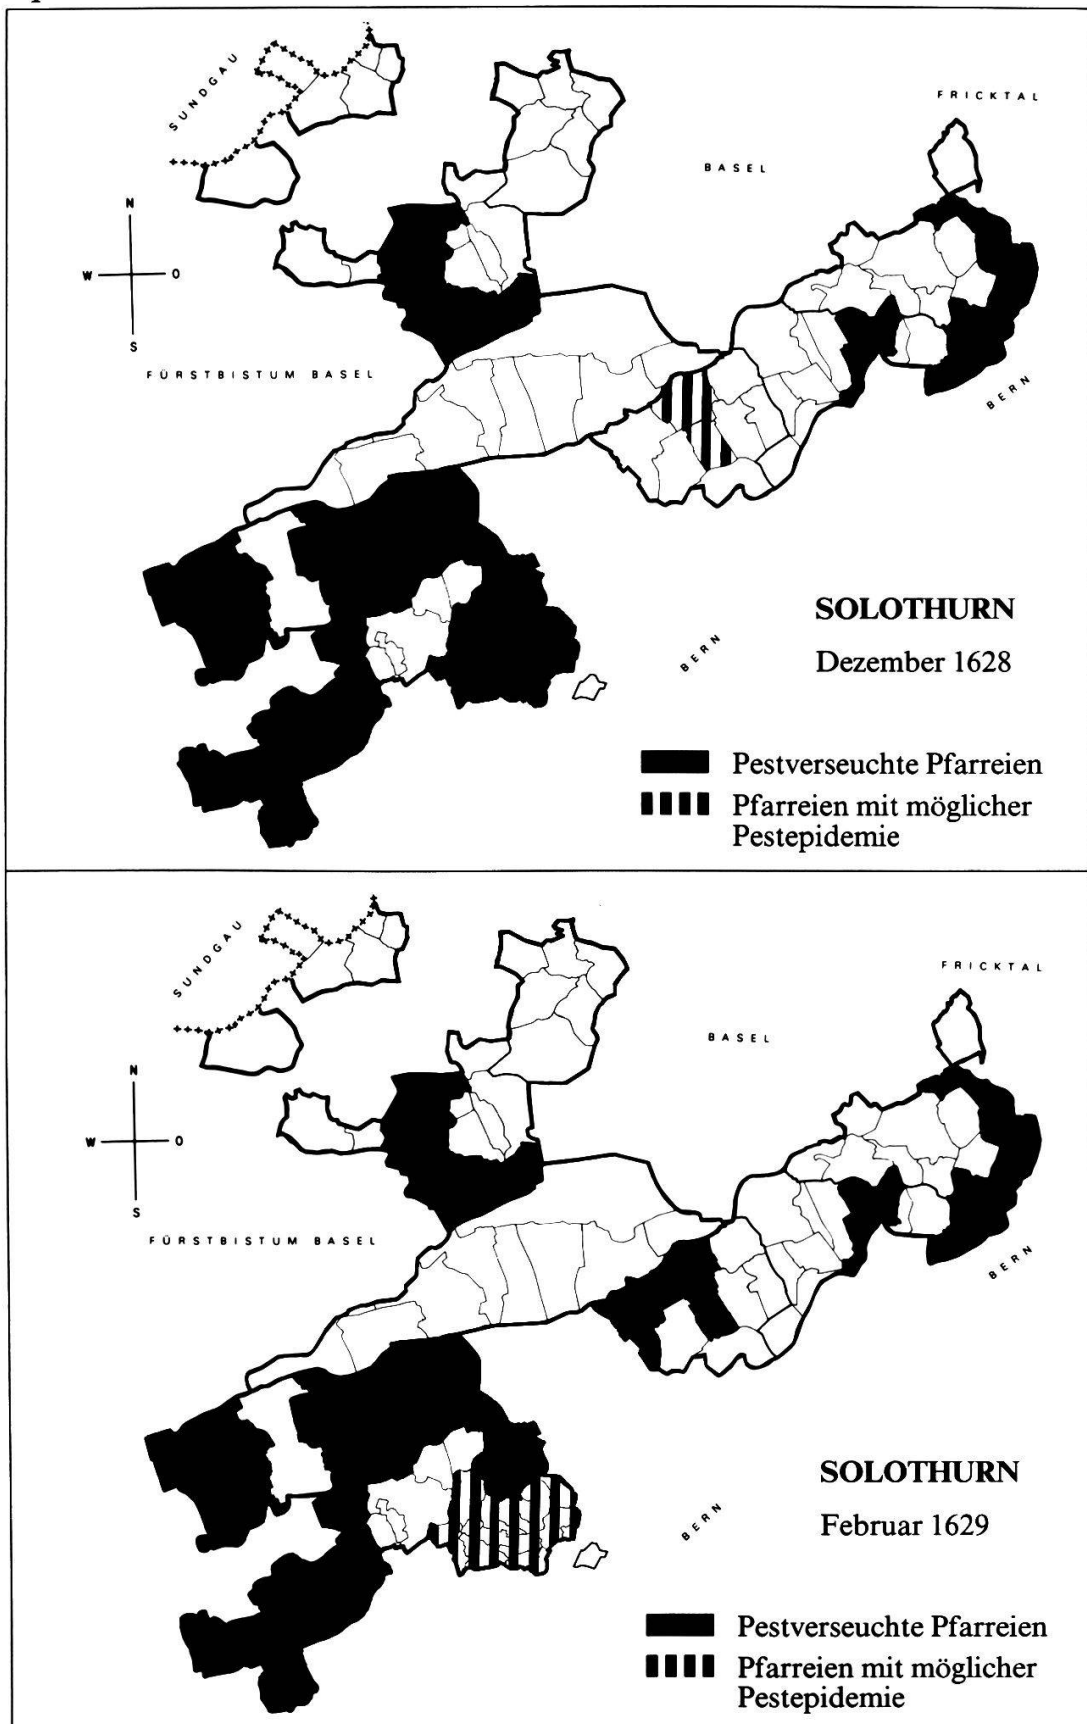 SUNDGAU
FRICKTAL
BASEL
N
W
O
S
FÜRSTBISTUM BASEL
BERN
SOLOTHURN
BERN
Dezember 1628
Pestverseuchte Pfarreien
Pfarreien mit möglicher
Pestepidemie
SUNDGAU
FRICKTAL
BASEL
N
W
O
S
FÜRSTBISTUM BASEL
BERN
SOLOTHURN
BERN
Februar 1629
Pestverseuchte Pfarreien
Pfarreien mit möglicher
Pestepidemie